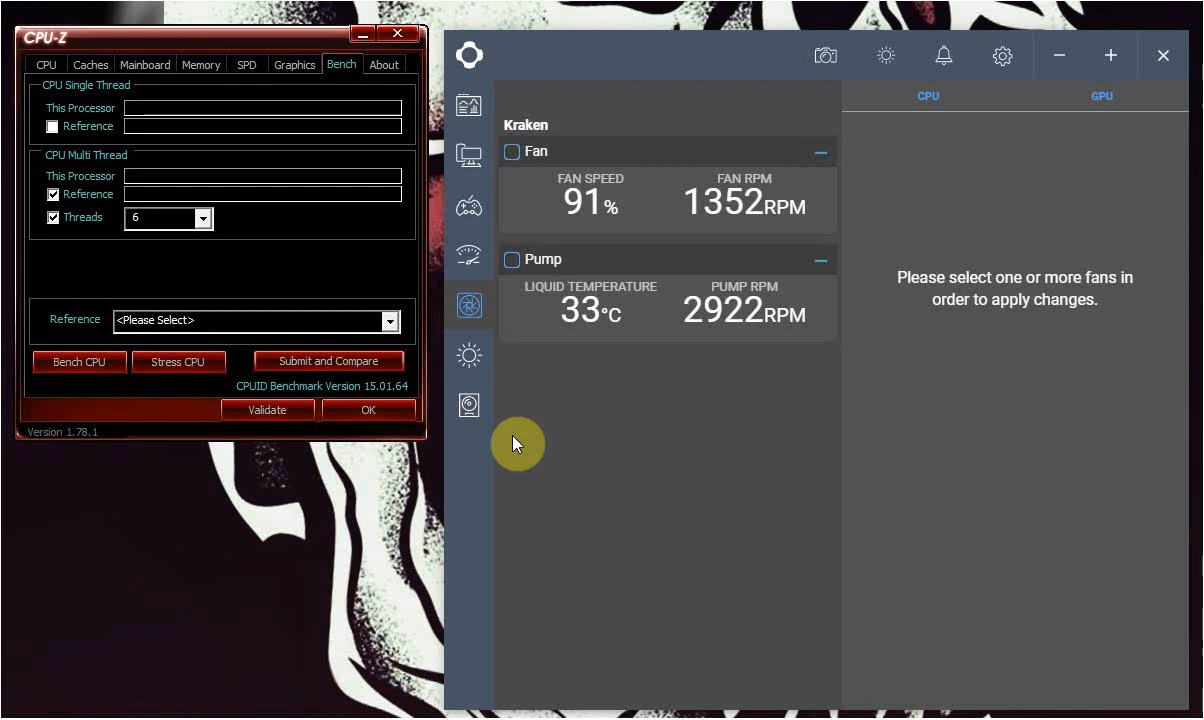 CPU-Z
CPU Caches Mainboard Memory SPD Graphics Bench About
CPU Single Thread
This Processor
Reference
CPU Multi Thread
This Processor
Reference
Threads 6
Reference <Please Select>
Bench CPU Stress CPU Submit and Compare
CPUID Benchmark Version 15.01.64
Validate OK
Version 1.78.1
Kraken
Fan
FAN SPEED FAN RPM
91% 1352RPM
Pump
LIQUID TEMPERATURE PUMP RPM
33°C 2922RPM
CPU GPU
Please select one or more fans in
order to apply changes.